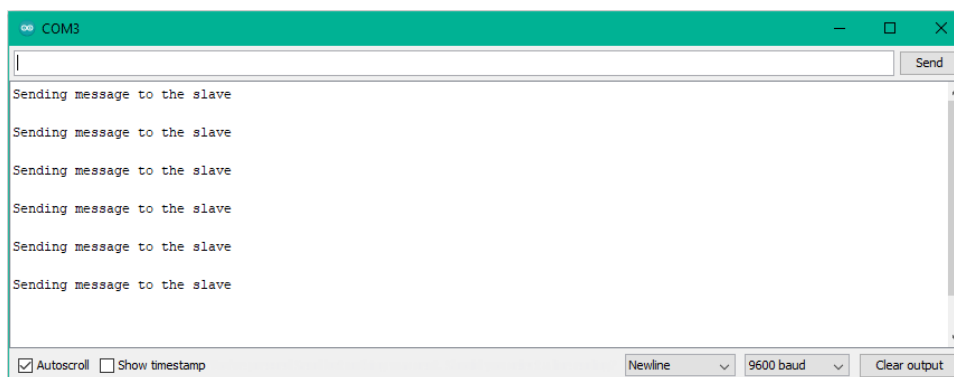 COM3
Send
Sending message to the slave
Sending message to the slave
Sending message to the slave
Sending message to the slave
Sending message to the slave
Sending message to the slave
Autoscroll Show timestamp Newline 9600 baud Clear output